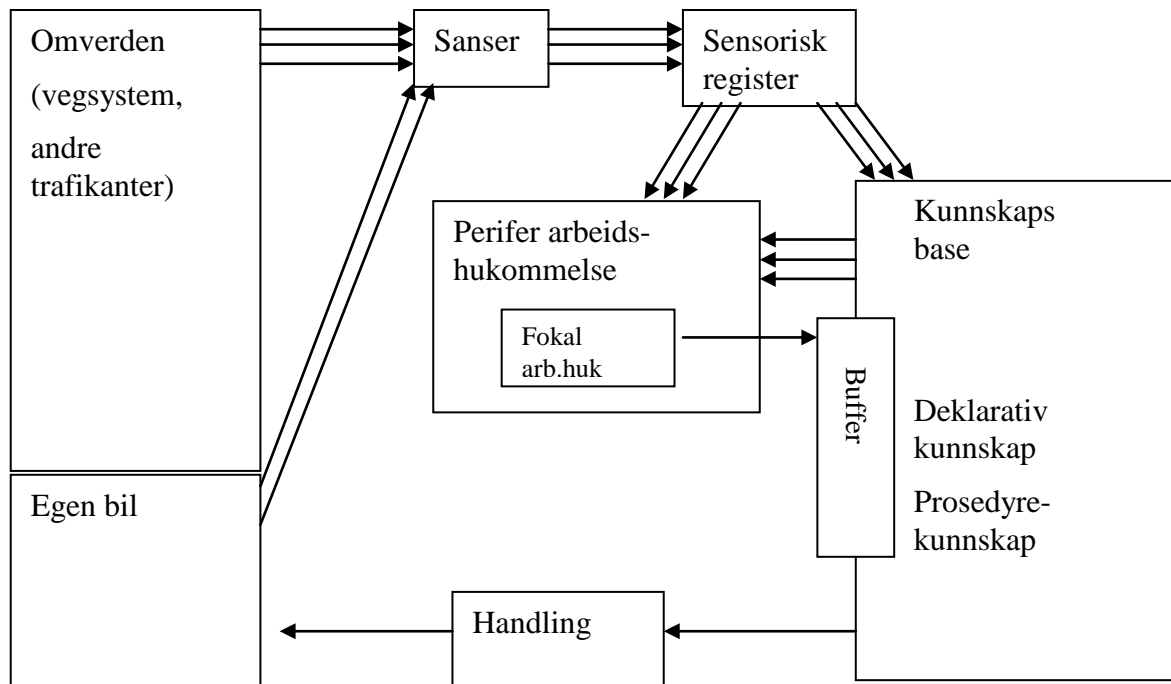 Omverden
(vegsystem,
andre
trafikanter)
Sanser
Sensorisk
register
Perifer arbeids-
hukommelse
Fokal
arb.huk
Kunnskaps
base
Buffer
Deklarativ
kunnskap
Prosedyre-
kunnskap
Egen bil
Handling